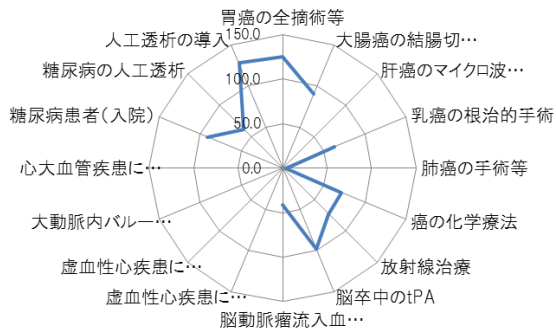 胃癌の全摘術等
大腸癌の結腸切…
肝癌のマイクロ波…
乳癌の根治的手術
肺癌の手術等
癌の化学療法
放射線治療
脳卒中のtPA
脳動脈瘤流入血…
虚血性心疾患に…
虚血性心疾患に…
大動脈内バルー…
心大血管疾患に…
糖尿病患者（入院）
糖尿病の人工透析
人工透析の導入
150.0
100.0
50.0
0.0